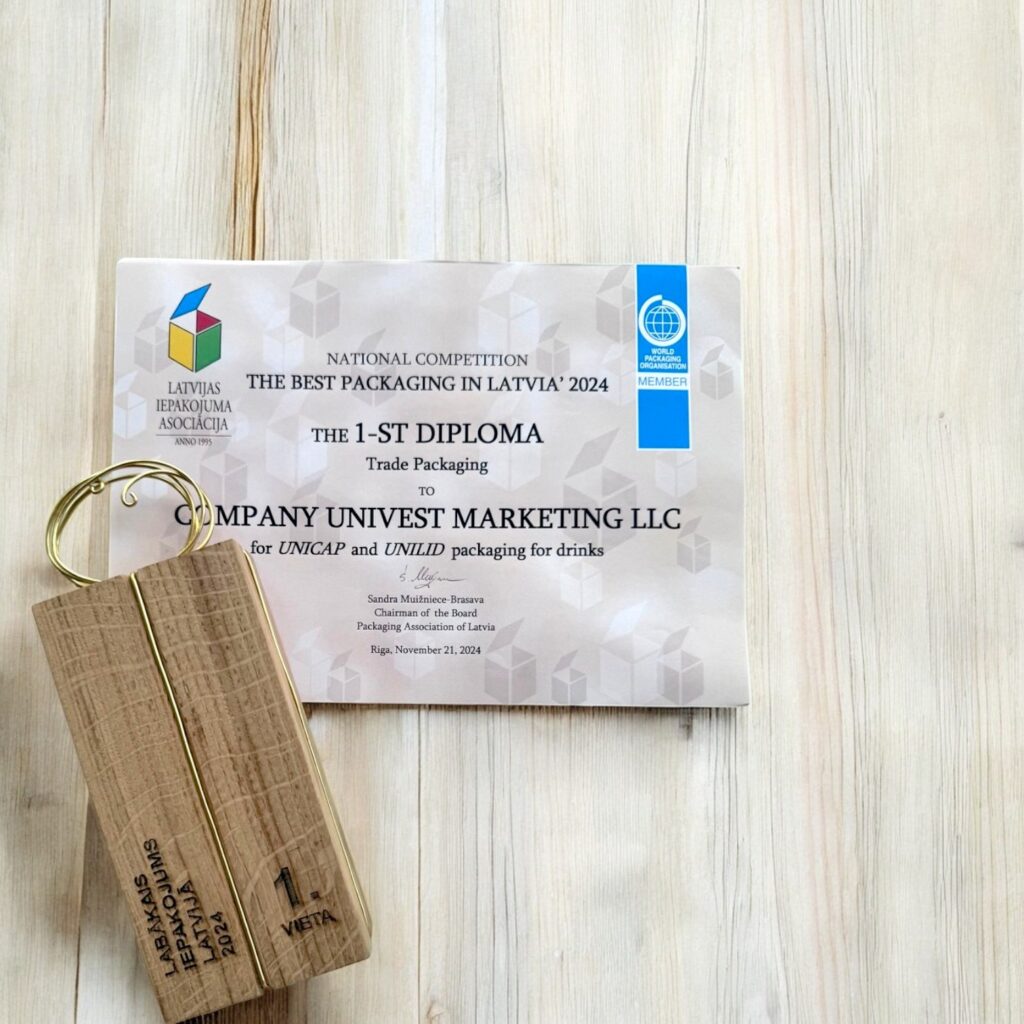 LATVIJAS
IEPAKOJUMA
ASOCIĀCIJA
ANNO 1995
WORLD
PACKAGING
ORGANISATION
MEMBER
NATIONAL COMPETITION
THE BEST PACKAGING IN LATVIA' 2024
THE 1-ST DIPLOMA
Trade Packaging
TO
COMPANY UNIVEST MARKETING LLC
for UNICAP and UNILID packaging for drinks
Sandra Muižniece-Brasava
Chairman of the Board
Packaging Association of Latvia
Riga, November 21, 2024
LABAKAIS
IEPAKOJUMS
LATVIJĀ
2024
1.
VIETA